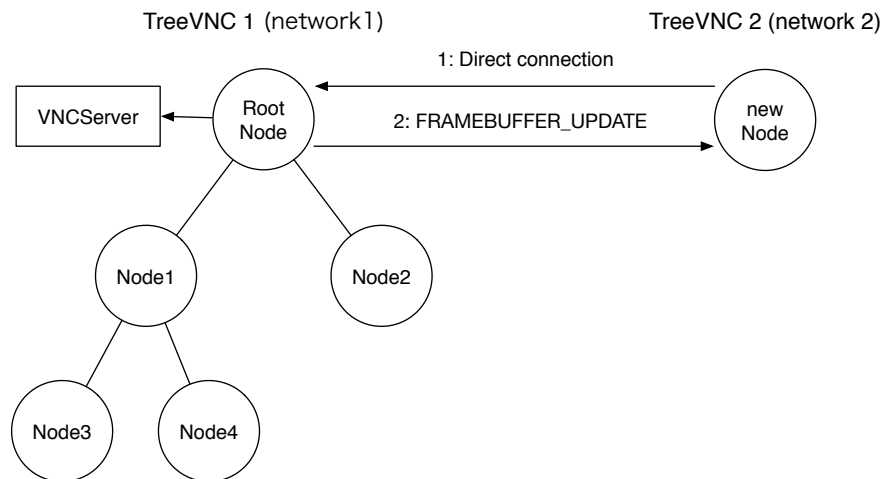 TreeVNC 1 (network1)
TreeVNC 2 (network 2)
1: Direct connection
VNCServer
Root
Node
2: FRAMEBUFFER_UPDATE
new
Node
Node1
Node2
Node3
Node4